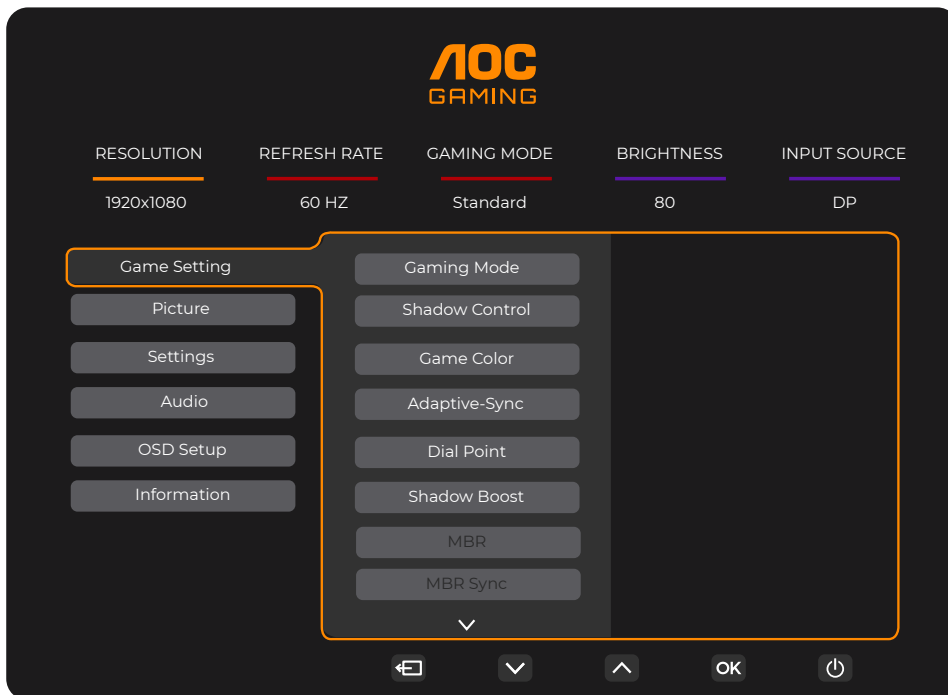 AOC
GAMING
RESOLUTION REFRESH RATE GAMING MODE BRIGHTNESS INPUT SOURCE
1920x1080 60 HZ Standard 80 DP
Game Setting
Picture
Settings
Audio
OSD Setup
Information
Gaming Mode
Shadow Control
Game Color
Adaptive-Sync
Dial Point
Shadow Boost
MBR
MBR Sync
OK